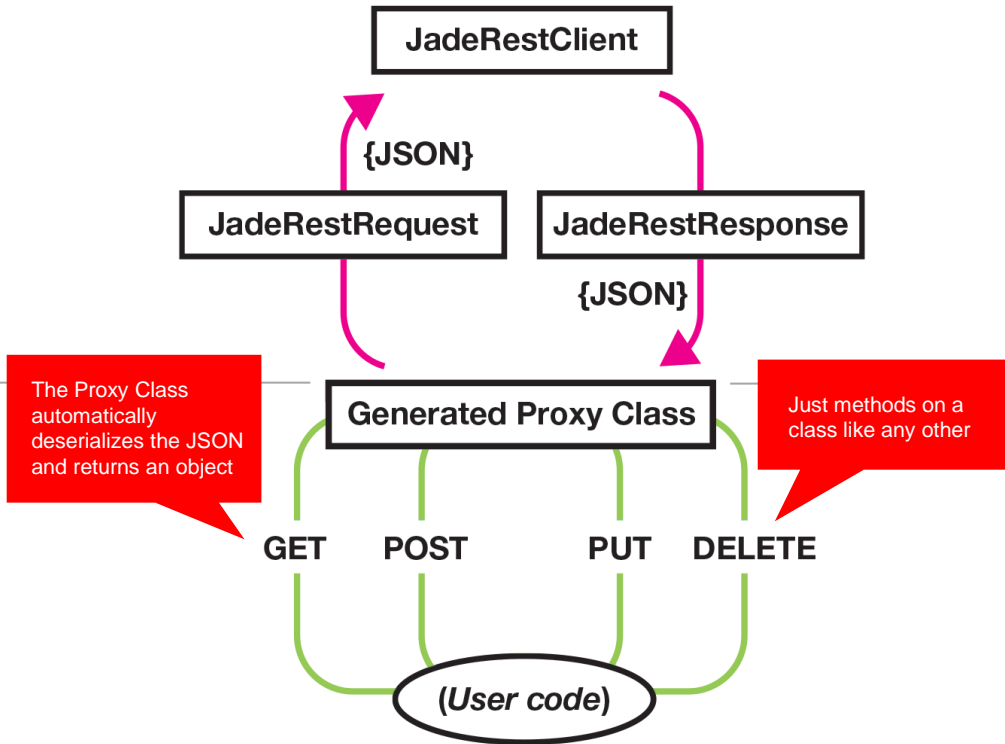 JadeRestClient
{JSON}
JadeRestRequest
JadeRestResponse
{JSON}
The Proxy Class
automatically
deserializes the JSON
and returns an object
Generated Proxy Class
Just methods on a
class like any other
GET
POST
PUT
DELETE
(User code)